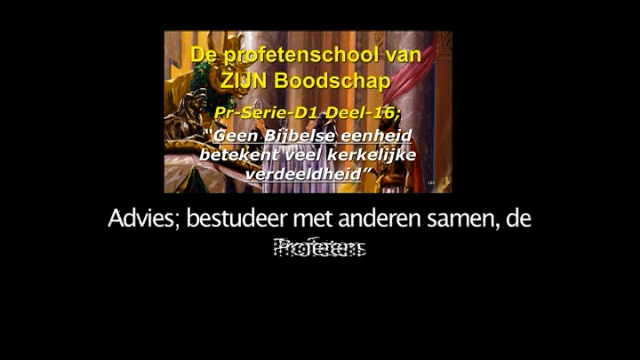 De profetenschool van
ZIJN Boodschap
Pr-Serie-D1-Deel-16;
“Geen Bijbelse eenheid
betekent veel kerkelijke
verdeeldheid”
Advies; bestudeer met anderen samen, de